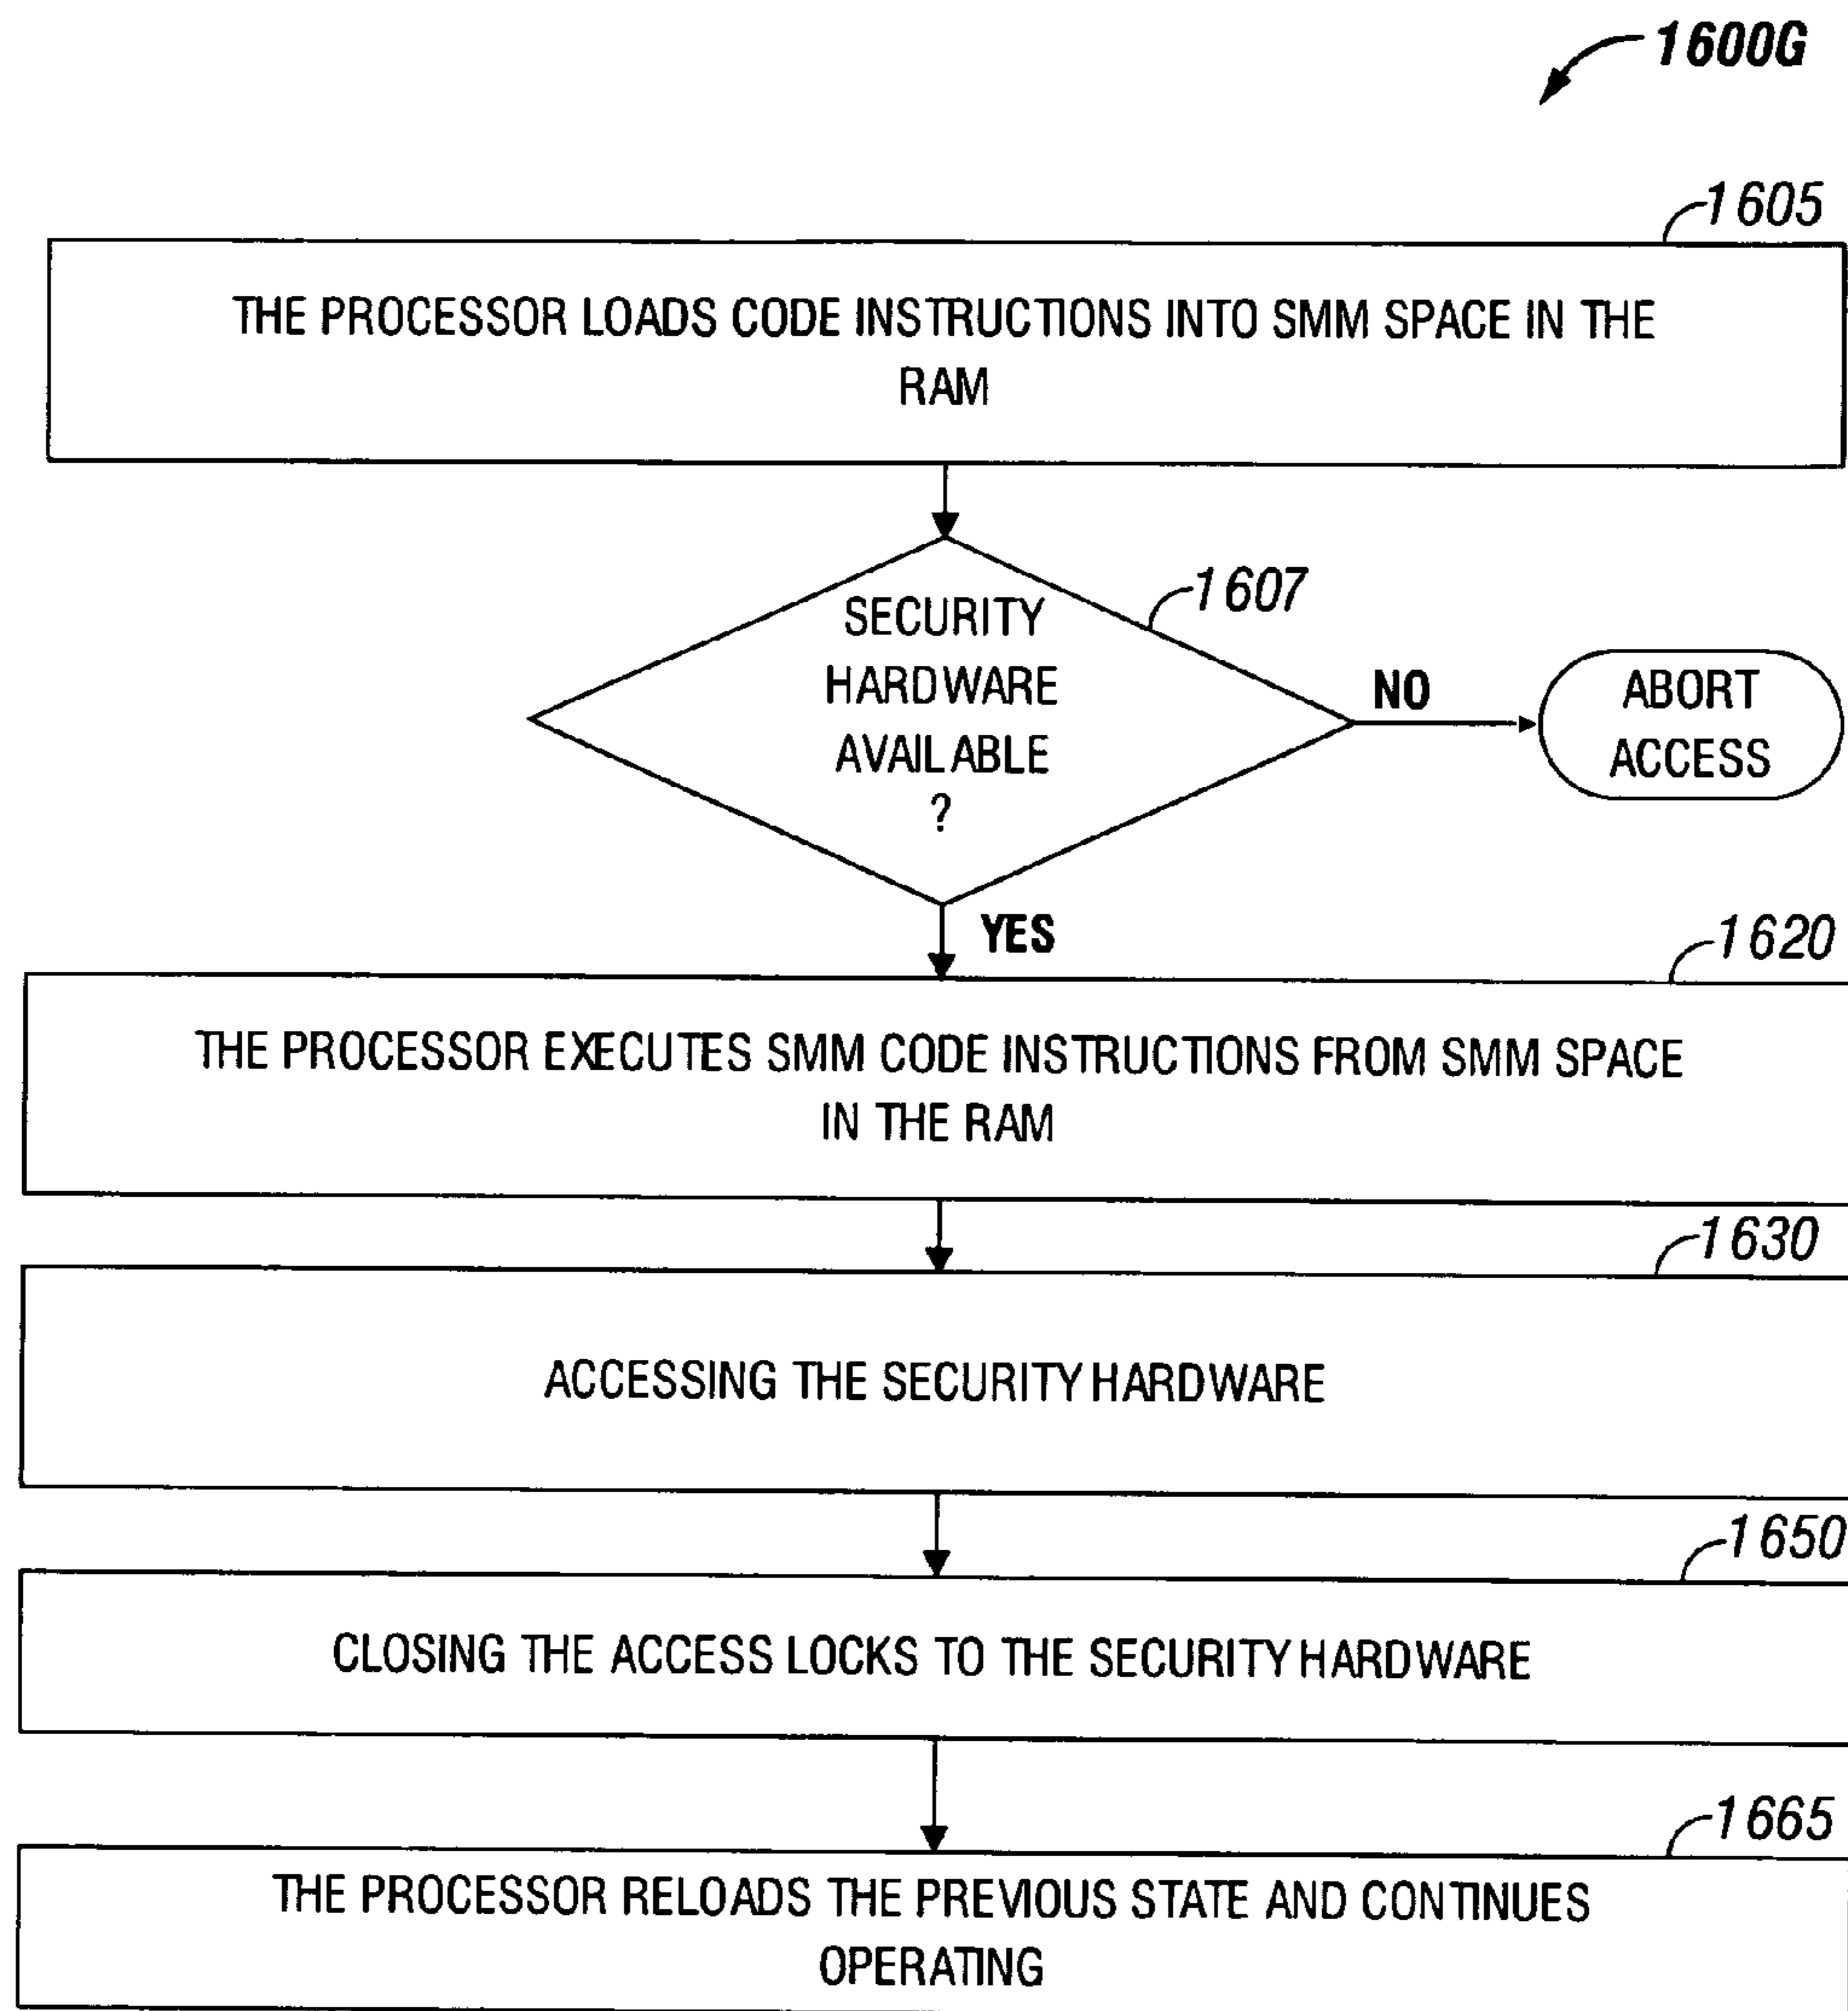 1600G
1605
THE PROCESSOR LOADS CODE INSTRUCTIONS INTO SMM SPACE IN THE
RAM
1607
SECURITY
HARDWARE
AVAILABLE
?
NO
ABORT
ACCESS
YES
1620
THE PROCESSOR EXECUTES SMM CODE INSTRUCTIONS FROM SMM SPACE
IN THE RAM
1630
ACCESSING THE SECURITY HARDWARE
1650
CLOSING THE ACCESS LOCKS TO THE SECURITY HARDWARE
1665
THE PROCESSOR RELOADS THE PREVIOUS STATE AND CONTINUES
OPERATING